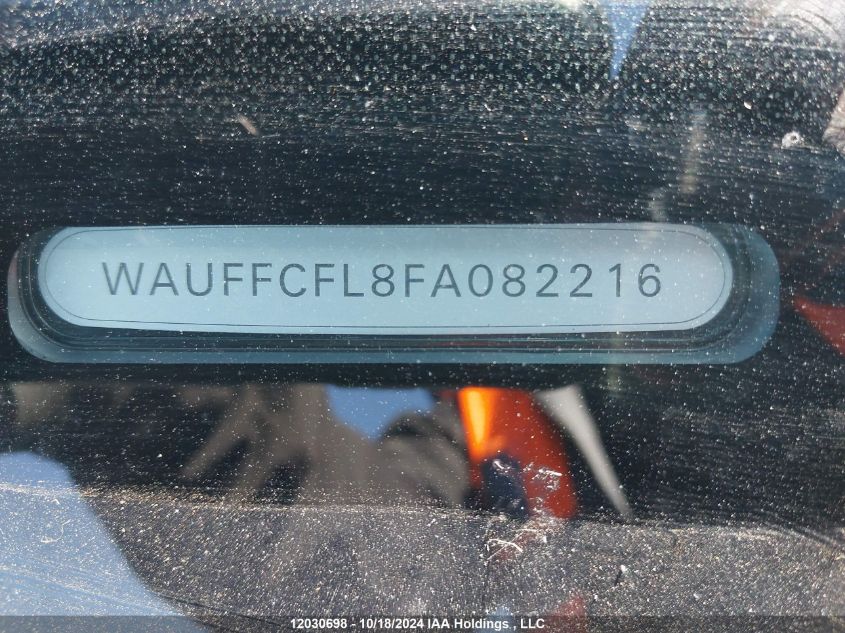 WAUFFCFL8FA082216
12030698 - 10/18/2024 IAA Holdings , LLC